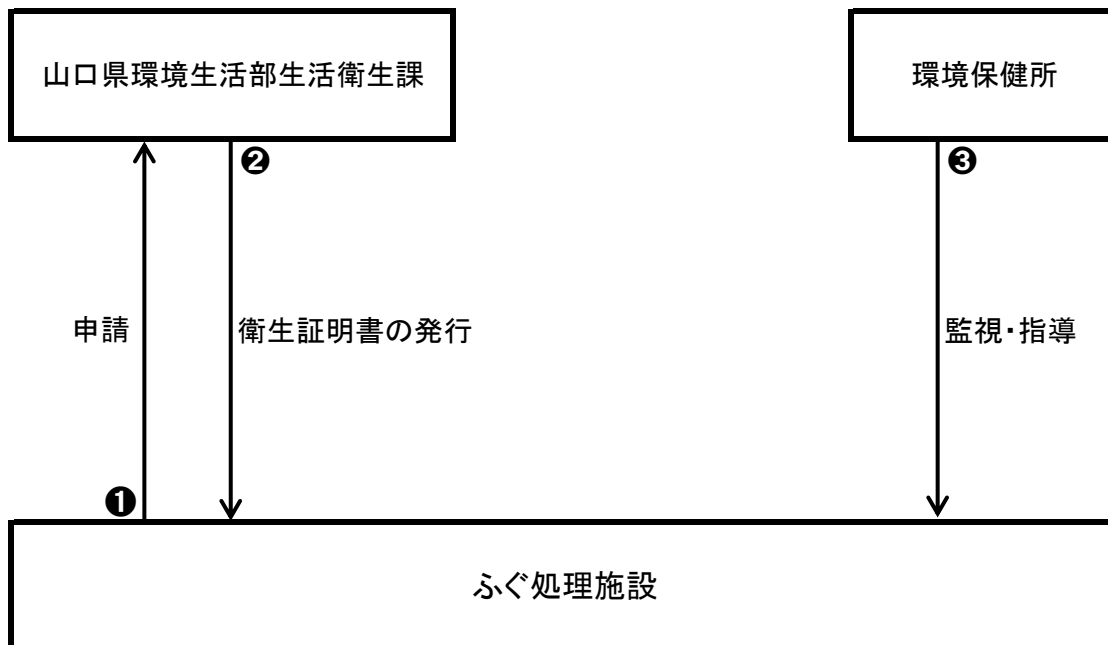 山口県環境生活部生活衛生課
環境保健所
❷
❸
申請
衛生証明書の発行
監視・指導
❶
ふぐ処理施設